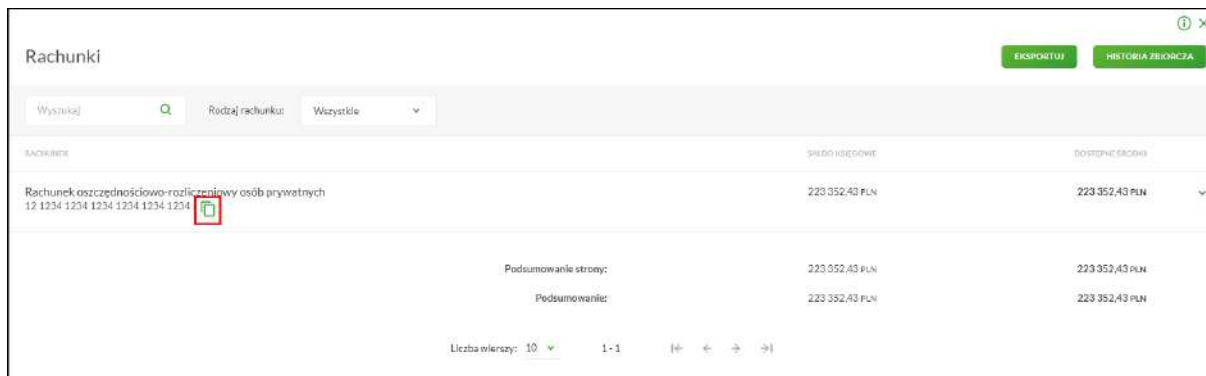 Rachunki
EKSPORTUJ
HISTORIA ZBIORCZA
Wyszukaj
Rodzaj rachunku:
Wszystkie
RACHUNEK
SALDO KSIĘGOWE
DOSTĘPNE ŚRODKI
Rachunek oszczędnościowo-rozliczeniowy osób prywatnych
223 352,43 PLN
223 352,43 PLN
12 1234 1234 1234 1234 1234 1234
Podsumowanie strony:
223 352,43 PLN
223 352,43 PLN
Podsumowanie:
223 352,43 PLN
223 352,43 PLN
Liczba wierszy: 10
1 - 1